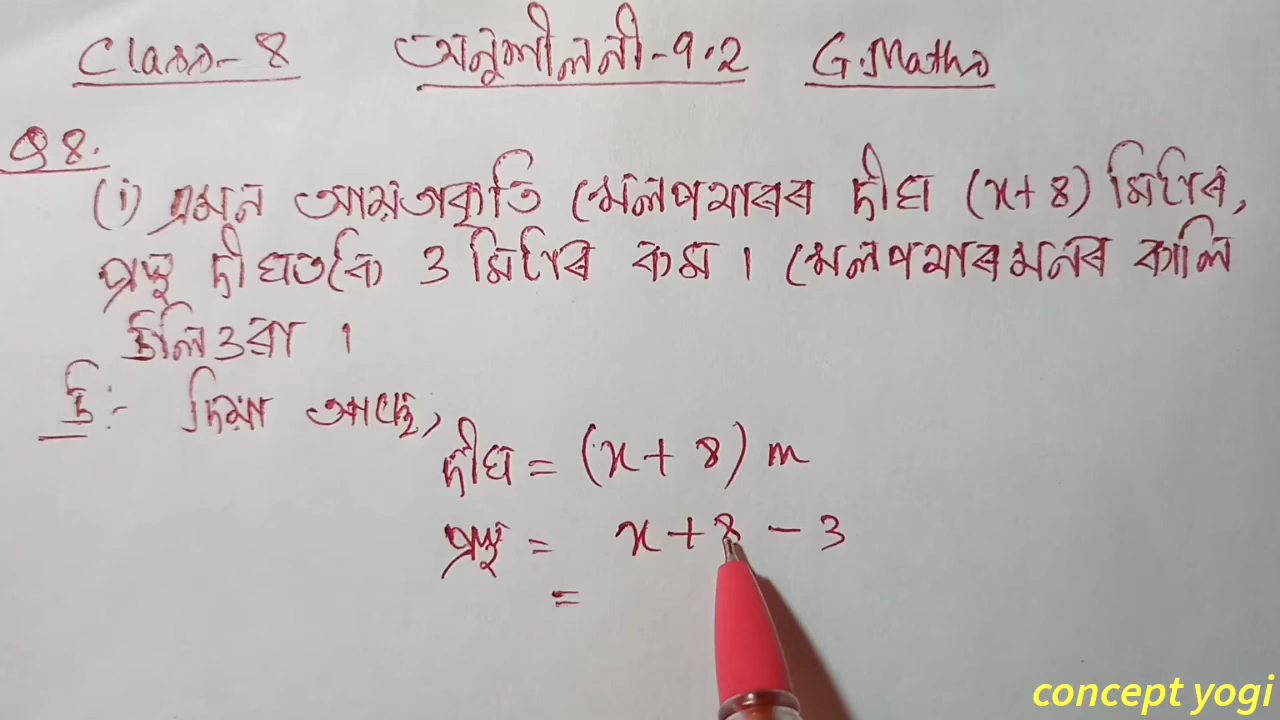 Class-8 অনুশীলনী-9.2 G.Maths
Q8.
(i) এখন আয়তাকৃতি খেলপথাৰৰ দীঘ (x+8) মিটাৰ,
প্ৰস্থ দীঘতকৈ 3 মিটাৰ কম । খেলপথাৰখনৰ কালি
উলিওৱা ।
উঃ- দিয়া আছে,
দীঘ = (x+8) m
প্ৰস্থ = x+8-3
=
concept yogi